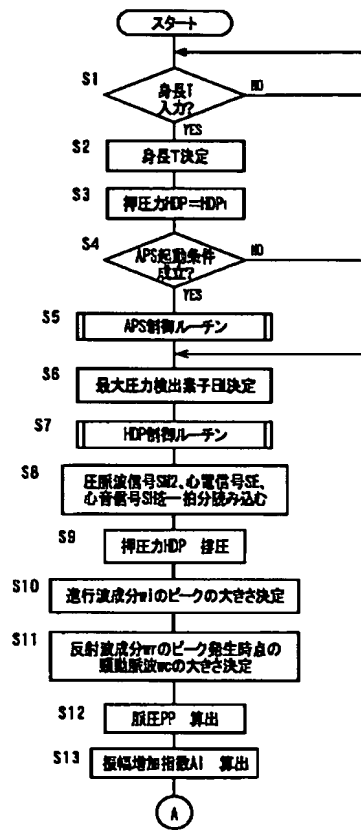 スタート
S1
身長T
入力?
NO
YES
S2
身長T決定
S3
押圧力HDP=HDP₁
S4
APS起動条件
成立?
NO
YES
S5
APS制御ルーチン
S6
最大圧力検出素子EM決定
S7
HDP制御ルーチン
S8
圧脈波信号SM2、心電信号SE、
心音信号SHを一拍分読み込む
S9
押圧力HDP 排圧
S10
進行波成分wiのピークの大きさ決定
S11
反射波成分wrのピーク発生時点の
頸動脈波wcの大きさ決定
S12
脈圧PP 算出
S13
振幅増加指数AI 算出
A